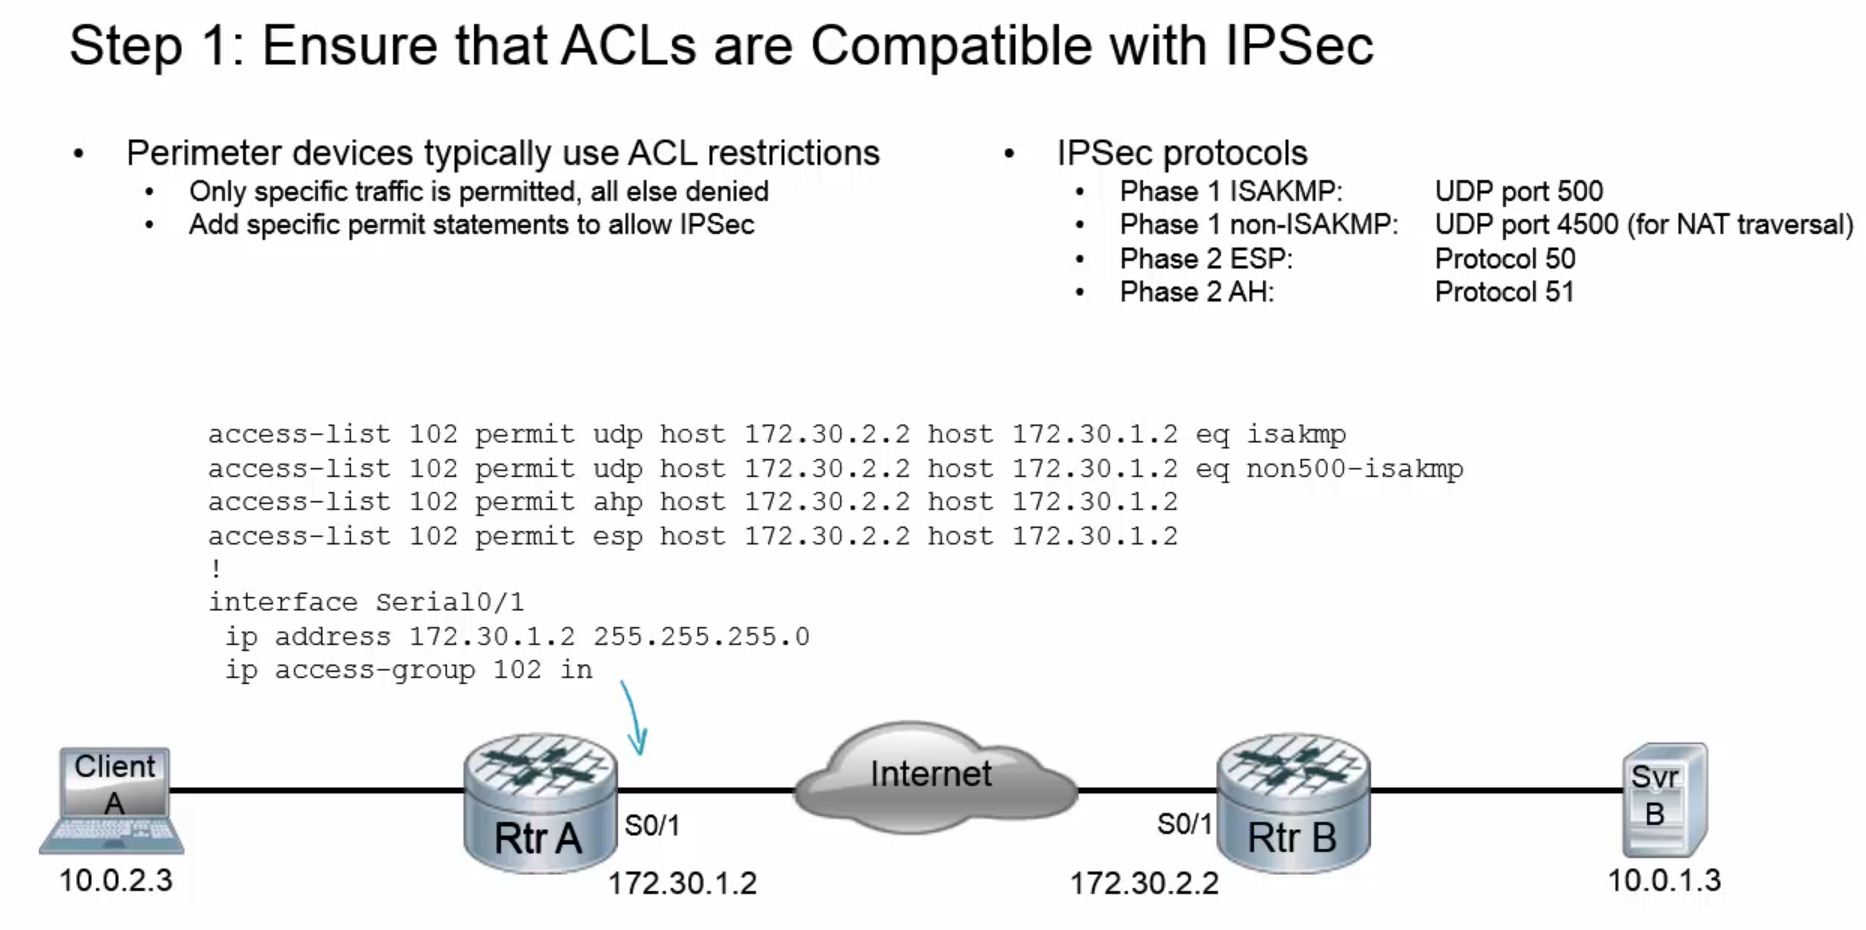 Step 1: Ensure that ACLs are Compatible with IPSec
• Perimeter devices typically use ACL restrictions
• Only specific traffic is permitted, all else denied
• Add specific permit statements to allow IPSec
• IPSec protocols
• Phase 1 ISAKMP: UDP port 500
• Phase 1 non-ISAKMP: UDP port 4500 (for NAT traversal)
• Phase 2 ESP: Protocol 50
• Phase 2 AH: Protocol 51
access-list 102 permit udp host 172.30.2.2 host 172.30.1.2 eq isakmp
access-list 102 permit udp host 172.30.2.2 host 172.30.1.2 eq non500-isakmp
access-list 102 permit ahp host 172.30.2.2 host 172.30.1.2
access-list 102 permit esp host 172.30.2.2 host 172.30.1.2
!
interface Serial0/1
ip address 172.30.1.2 255.255.255.0
ip access-group 102 in
Client
A
10.0.2.3
Rtr A
S0/1
172.30.1.2
Internet
S0/1
172.30.2.2
Rtr B
Svr
B
10.0.1.3